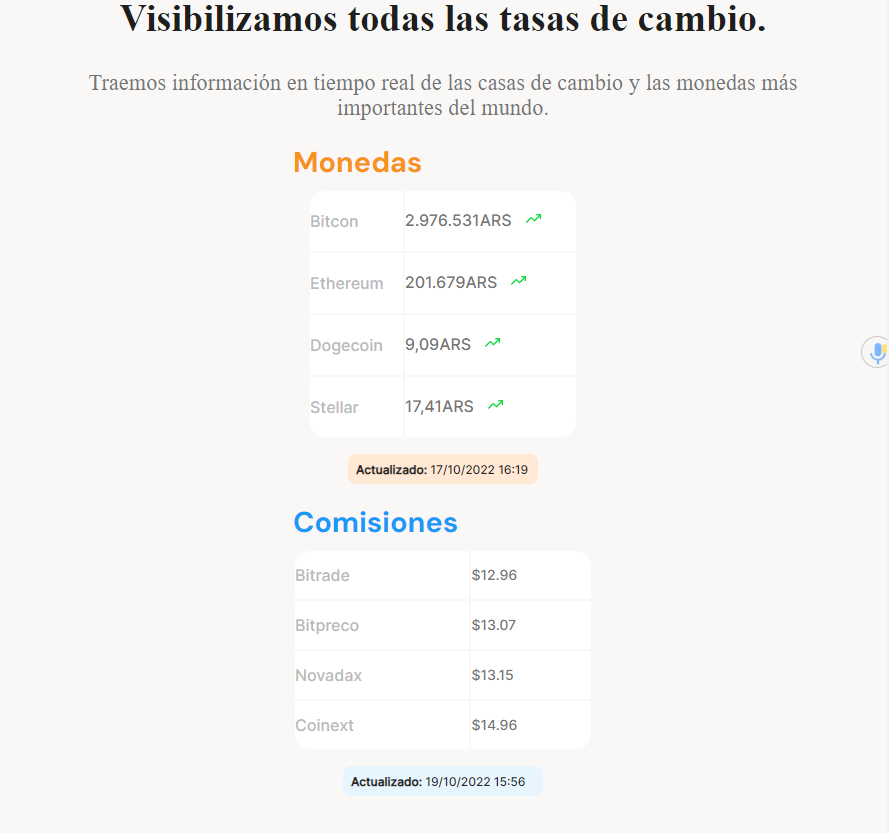 Visibilizamos todas las tasas de cambio.
Traemos información en tiempo real de las casas de cambio y las monedas más
importantes del mundo.
Monedas
Bitcon 2.976.531ARS
Ethereum 201.679ARS
Dogecoin 9,09ARS
Stellar 17,41ARS
Actualizado: 17/10/2022 16:19
Comisiones
Bitrade $12.96
Bitpreco $13.07
Novadax $13.15
Coinext $14.96
Actualizado: 19/10/2022 15:56